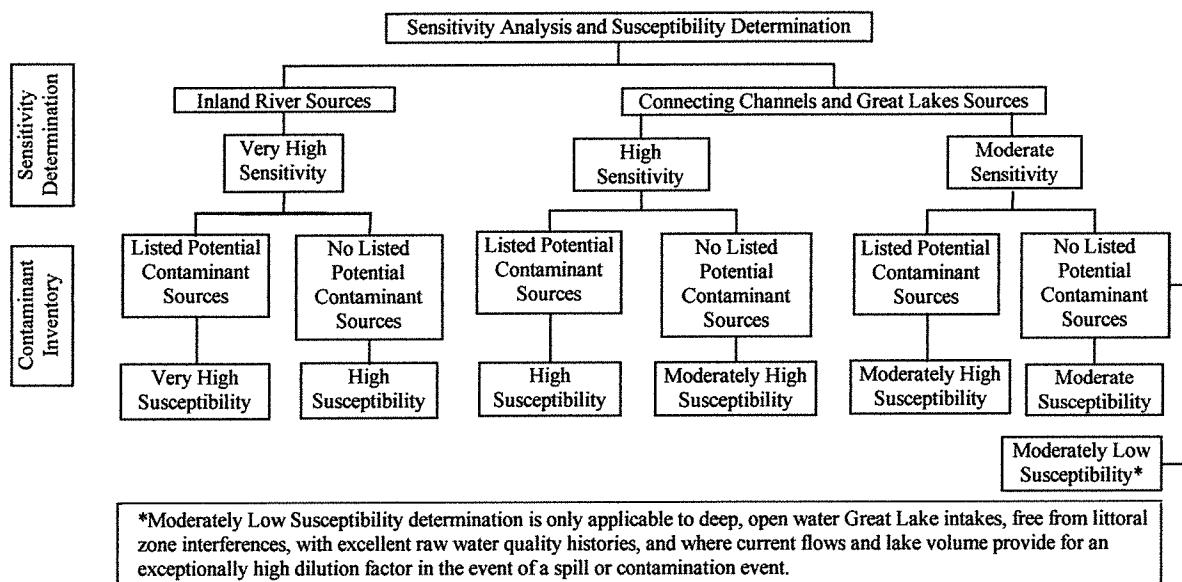 Sensitivity Analysis and Susceptibility Determination
Sensitivity
Determination
Inland River Sources
Connecting Channels and Great Lakes Sources
Very High
Sensitivity
High
Sensitivity
Moderate
Sensitivity
Contaminant
Inventory
Listed Potential
Contaminant
Sources
No Listed
Potential
Contaminant
Sources
Listed Potential
Contaminant
Sources
No Listed
Potential
Contaminant
Sources
Listed Potential
Contaminant
Sources
No Listed
Potential
Contaminant
Sources
Very High
Susceptibility
High
Susceptibility
High
Susceptibility
Moderately High
Susceptibility
Moderately High
Susceptibility
Moderate
Susceptibility
Moderately Low
Susceptibility*
*Moderately Low Susceptibility determination is only applicable to deep, open water Great Lake intakes, free from littoral
zone interferences, with excellent raw water quality histories, and where current flows and lake volume provide for an
exceptionally high dilution factor in the event of a spill or contamination event.